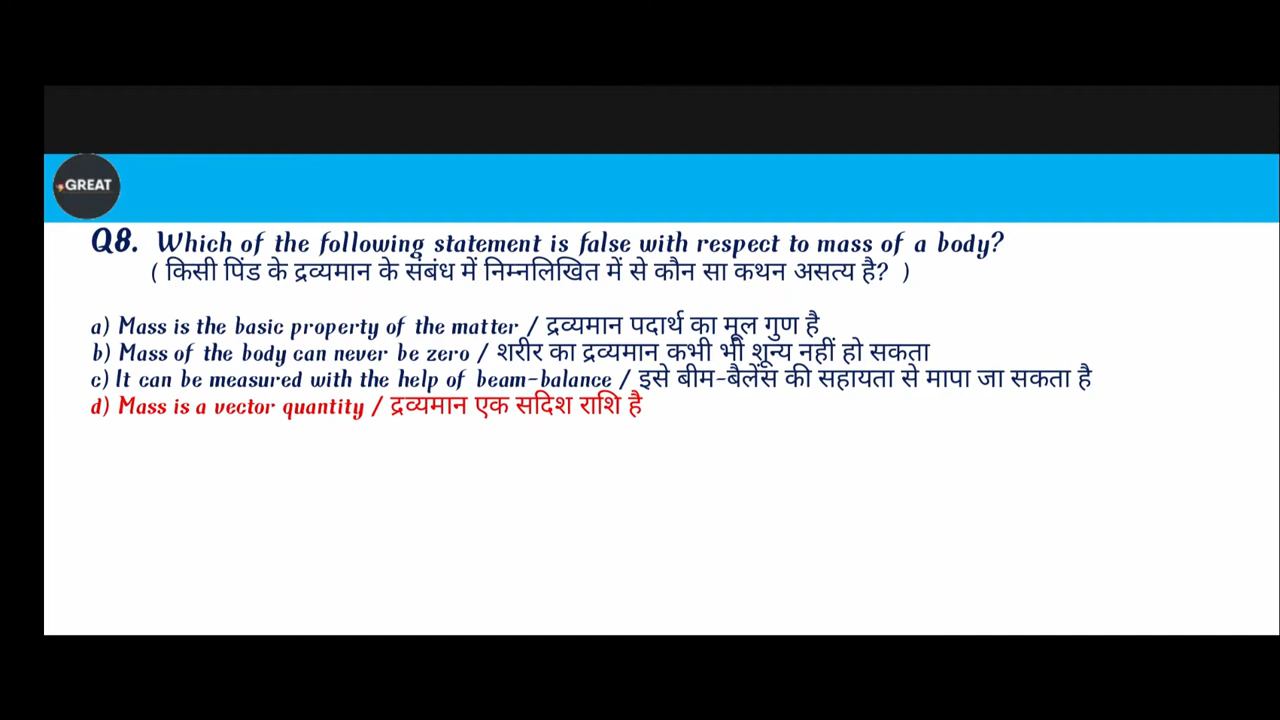 GREAT
Q8. Which of the following statement is false with respect to mass of a body?
( किसी पिंड के द्रव्यमान के संबंध में निम्नलिखित में से कौन सा कथन असत्य है? )
a) Mass is the basic property of the matter / द्रव्यमान पदार्थ का मूल गुण है
b) Mass of the body can never be zero / शरीर का द्रव्यमान कभी भी शून्य नहीं हो सकता
c) It can be measured with the help of beam-balance / इसे बीम-बैलेंस की सहायता से मापा जा सकता है
d) Mass is a vector quantity / द्रव्यमान एक सदिश राशि है